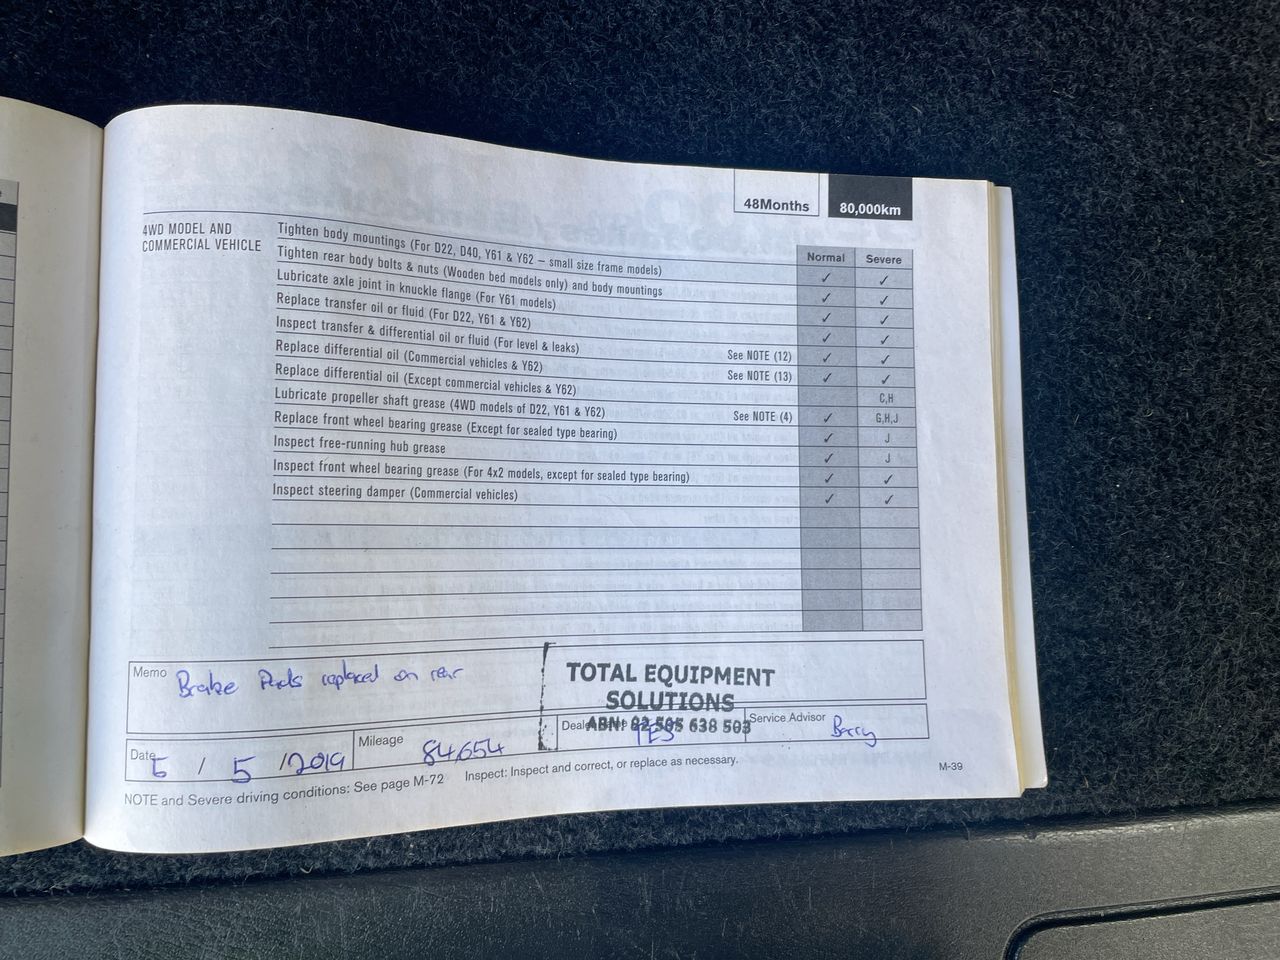 48Months 80,000km
4WD MODEL AND
COMMERCIAL VEHICLE
Normal Severe
Tighten body mountings (For D22, D40, Y61 & Y62 – small size frame models) ✓ ✓
Tighten rear body bolts & nuts (Wooden bed models only) and body mountings ✓ ✓
Lubricate axle joint in knuckle flange (For Y61 models) ✓ ✓
Replace transfer oil or fluid (For D22, Y61 & Y62) ✓ ✓
Inspect transfer & differential oil or fluid (For level & leaks) See NOTE (12) ✓ ✓
Replace differential oil (Commercial vehicles & Y62) See NOTE (13) ✓ ✓
Replace differential oil (Except commercial vehicles & Y62) C,H
Lubricate propeller shaft grease (4WD models of D22, Y61 & Y62) See NOTE (4) ✓ G,H,J
Replace front wheel bearing grease (Except for sealed type bearing) ✓ J
Inspect free-running hub grease ✓ J
Inspect front wheel bearing grease (For 4x2 models, except for sealed type bearing) ✓ ✓
Inspect steering damper (Commercial vehicles) ✓ ✓
Memo Brake Pads replaced on rear
TOTAL EQUIPMENT
SOLUTIONS
ABN: 82 505 638 503
Date 5 / 5 / 2019 Mileage 84,654 TES Service Advisor Barry
NOTE and Severe driving conditions: See page M-72 Inspect: Inspect and correct, or replace as necessary.
M-39